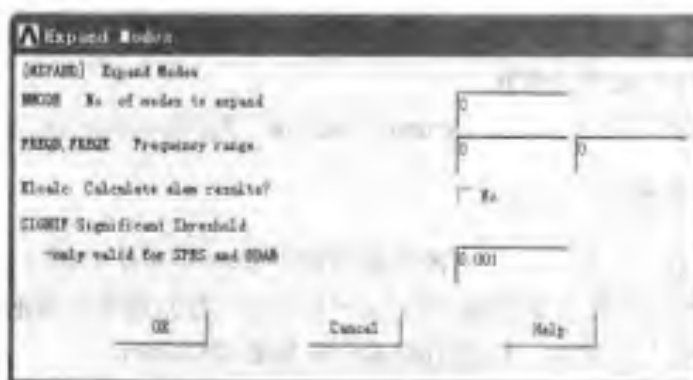 Expand Modes
[MXPAND] Expand Modes
NMODE No. of modes to expand
0
FREQB, FREQE Frequency range
0 0
Elcalc Calculate elem results?
No
SIGNIF Significant Threshold
-only valid for SPRS and DDAM
0.001
OK Cancel Help